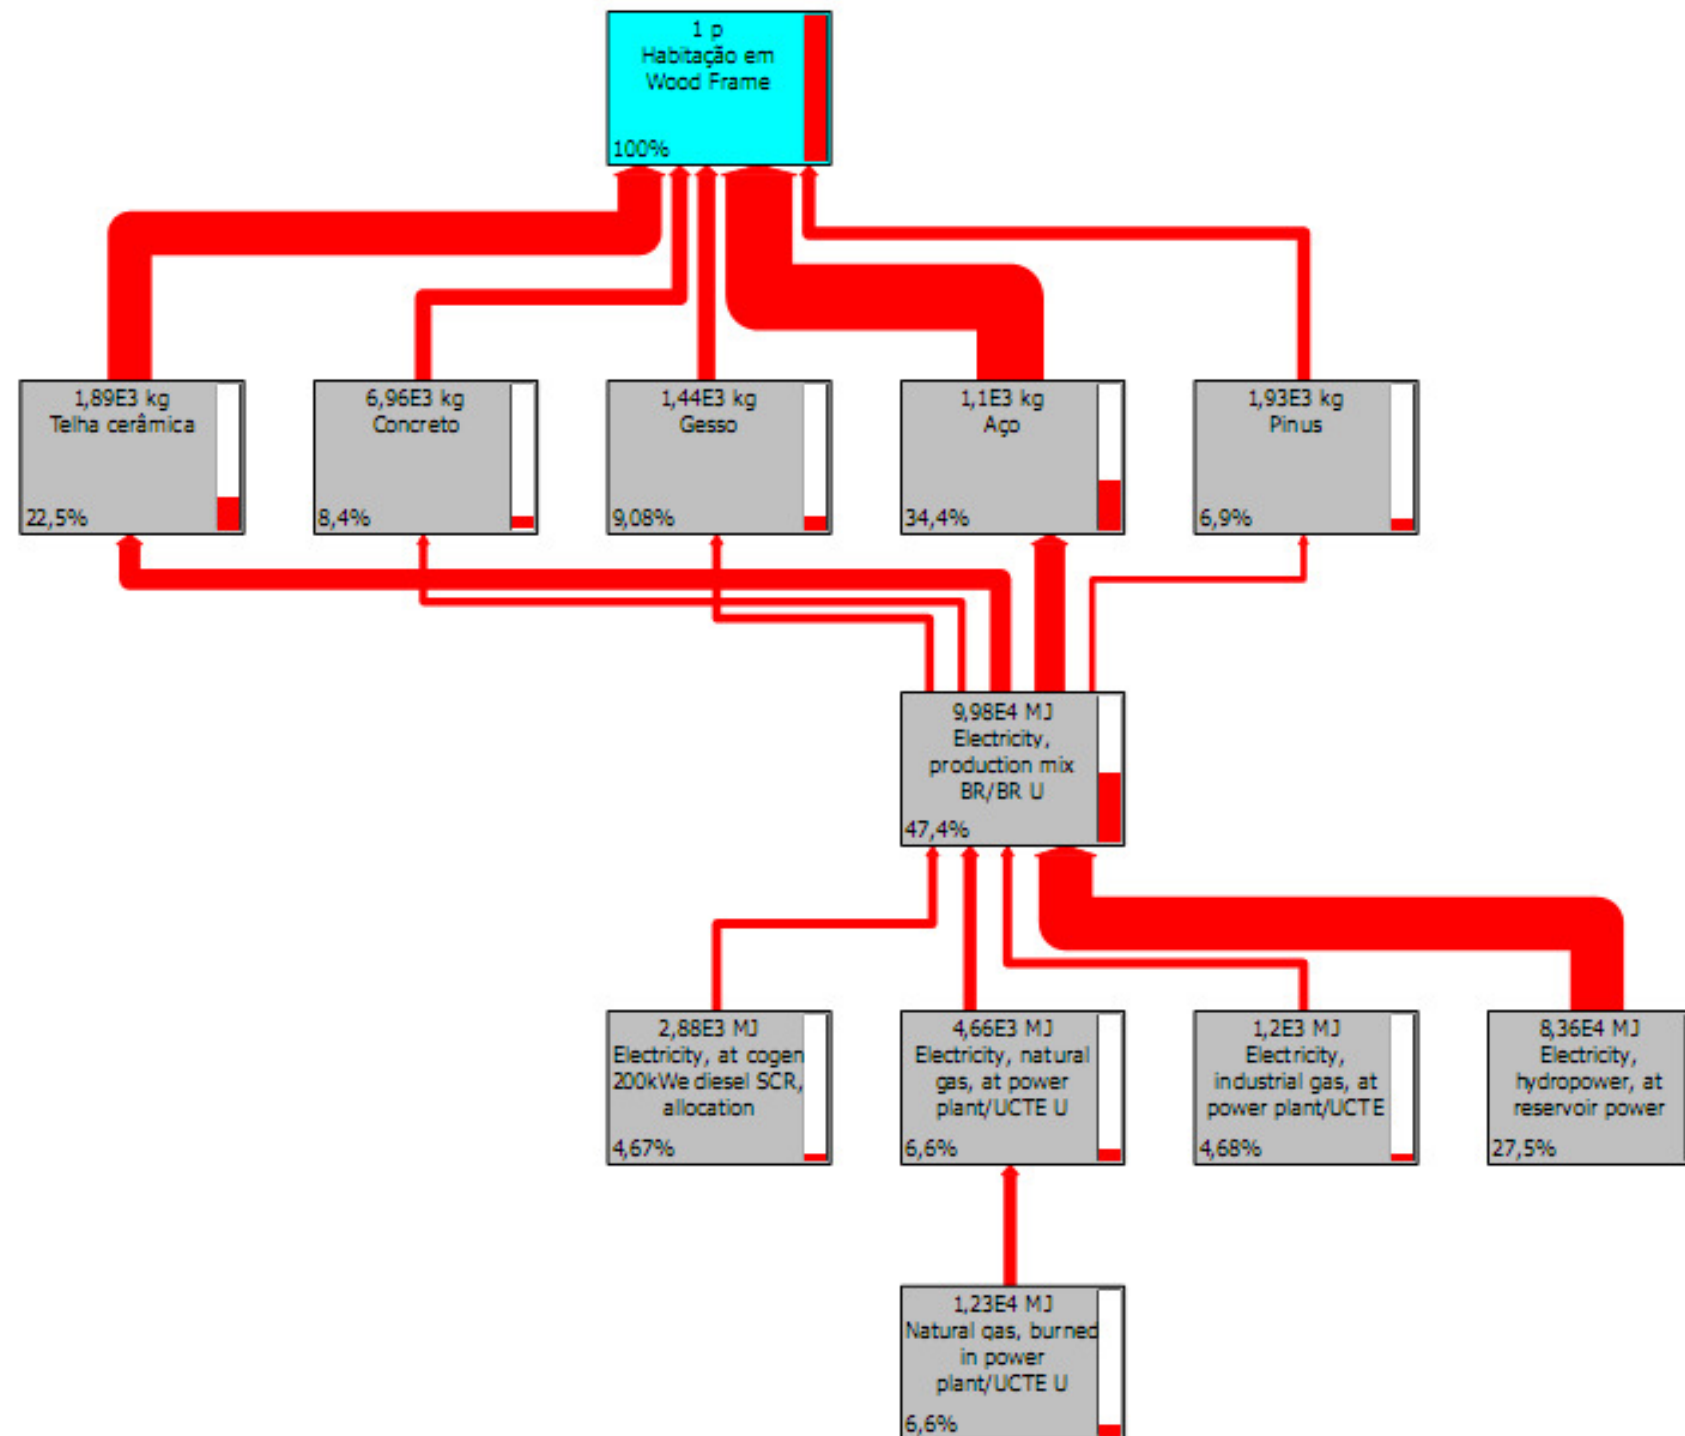 1 p
Habitação em
Wood Frame
100%
1,89E3 kg
Telha cerâmica
22,5%
6,96E3 kg
Concreto
8,4%
1,44E3 kg
Gesso
9,08%
1,1E3 kg
Aço
34,4%
1,93E3 kg
Pinus
6,9%
9,98E4 MJ
Electricity,
production mix
BR/BR U
47,4%
2,88E3 MJ
Electricity, at cogen
200kWe diesel SCR,
allocation
4,67%
4,66E3 MJ
Electricity, natural
gas, at power
plant/UCTE U
6,6%
1,2E3 MJ
Electricity,
industrial gas, at
power plant/UCTE
4,68%
8,36E4 MJ
Electricity,
hydropower, at
reservoir power
27,5%
1,23E4 MJ
Natural gas, burned
in power
plant/UCTE U
6,6%